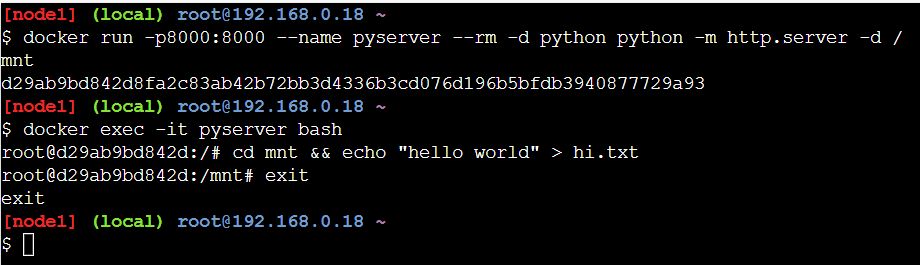 [node1] (local) root@192.168.0.18 ~
$ docker run -p8000:8000 --name pyserver --rm -d python python -m http.server -d /
mnt
d29ab9bd842d8fa2c83ab42b72bb3d4336b3cd076d196b5bfdb3940877729a93
[node1] (local) root@192.168.0.18 ~
$ docker exec -it pyserver bash
root@d29ab9bd842d:/# cd mnt && echo "hello world" > hi.txt
root@d29ab9bd842d:/mnt# exit
exit
[node1] (local) root@192.168.0.18 ~
$